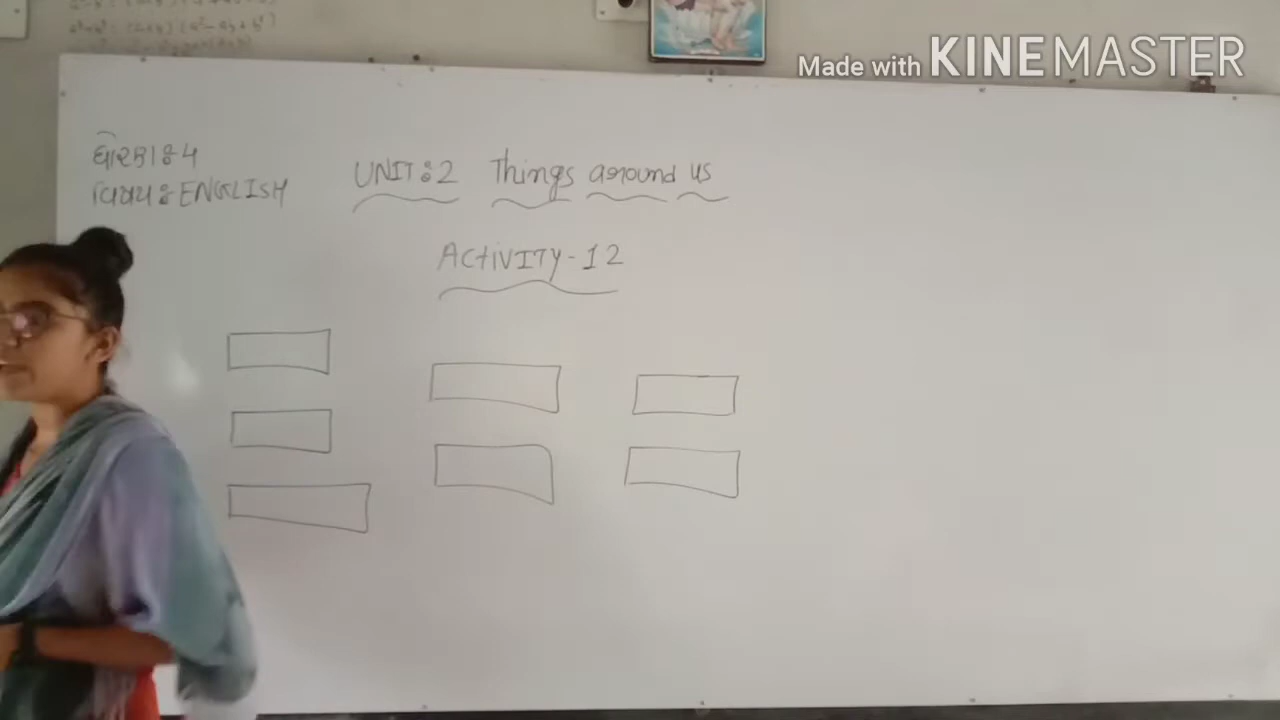 Made with KINEMASTER
ધોરણ : 4
વિષય : ENGLISH
UNIT : 2 Things around us
ACTIVITY - 12